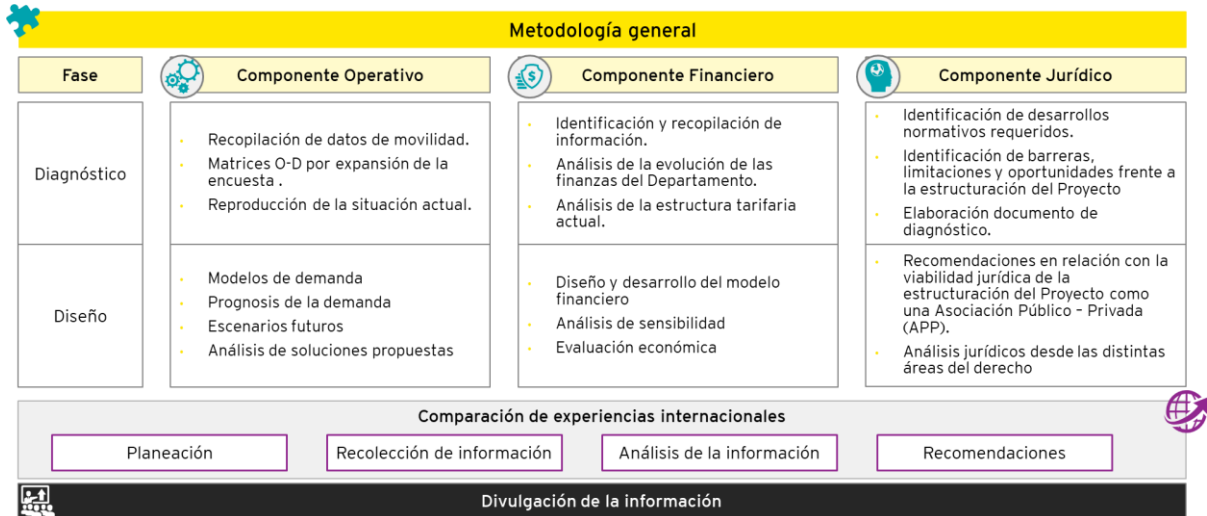 Metodología general
Fase
Componente Operativo
Componente Financiero
Componente Jurídico
Diagnóstico
Recopilación de datos de movilidad.
Matrices O-D por expansión de la
encuesta .
Reproducción de la situación actual.
Identificación y recopilación de
información.
Análisis de la evolución de las
finanzas del Departamento.
Análisis de la estructura tarifaria
actual.
Identificación de desarrollos
normativos requeridos.
Identificación de barreras,
limitaciones y oportunidades frente a
la estructuración del Proyecto
Elaboración documento de
diagnóstico.
Diseño
Modelos de demanda
Prognosis de la demanda
Escenarios futuros
Análisis de soluciones propuestas
Diseño y desarrollo del modelo
financiero
Análisis de sensibilidad
Evaluación económica
Recomendaciones en relación con la
viabilidad jurídica de la
estructuración del Proyecto como
una Asociación Público – Privada
(APP).
Análisis jurídicos desde las distintas
áreas del derecho
Comparación de experiencias internacionales
Planeación
Recolección de información
Análisis de la información
Recomendaciones
Divulgación de la información